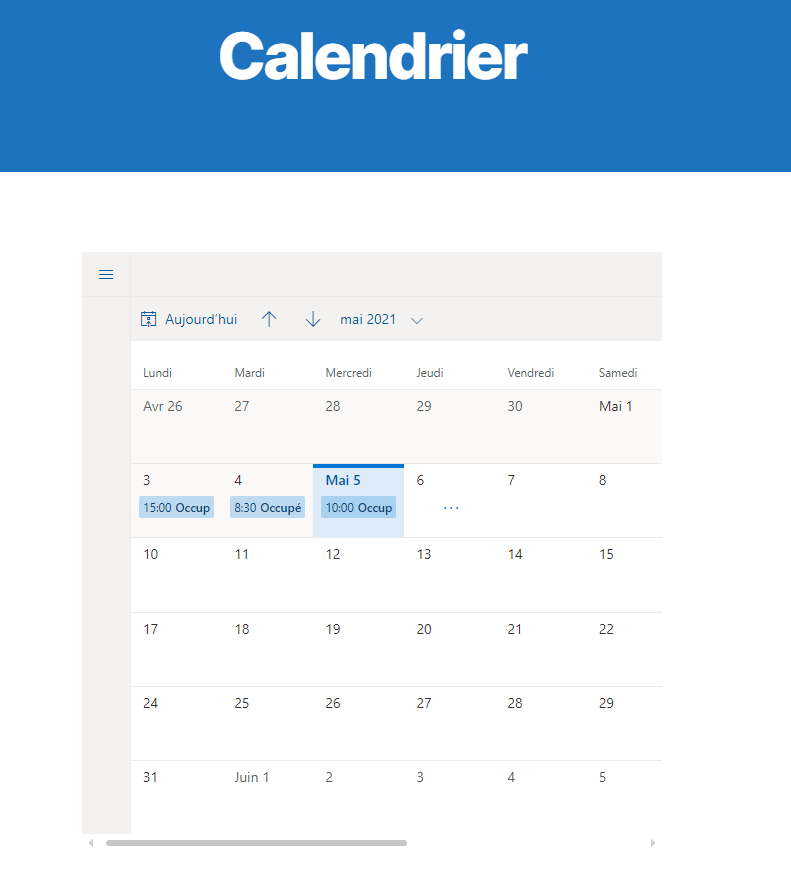 Calendrier
Aujourd'hui mai 2021
Lundi Mardi Mercredi Jeudi Vendredi Samedi
Avr 26 27 28 29 30 Mai 1
3 4 Mai 5 6 7 8
15:00 Occup 8:30 Occupé 10:00 Occup ...
10 11 12 13 14 15
17 18 19 20 21 22
24 25 26 27 28 29
31 Juin 1 2 3 4 5